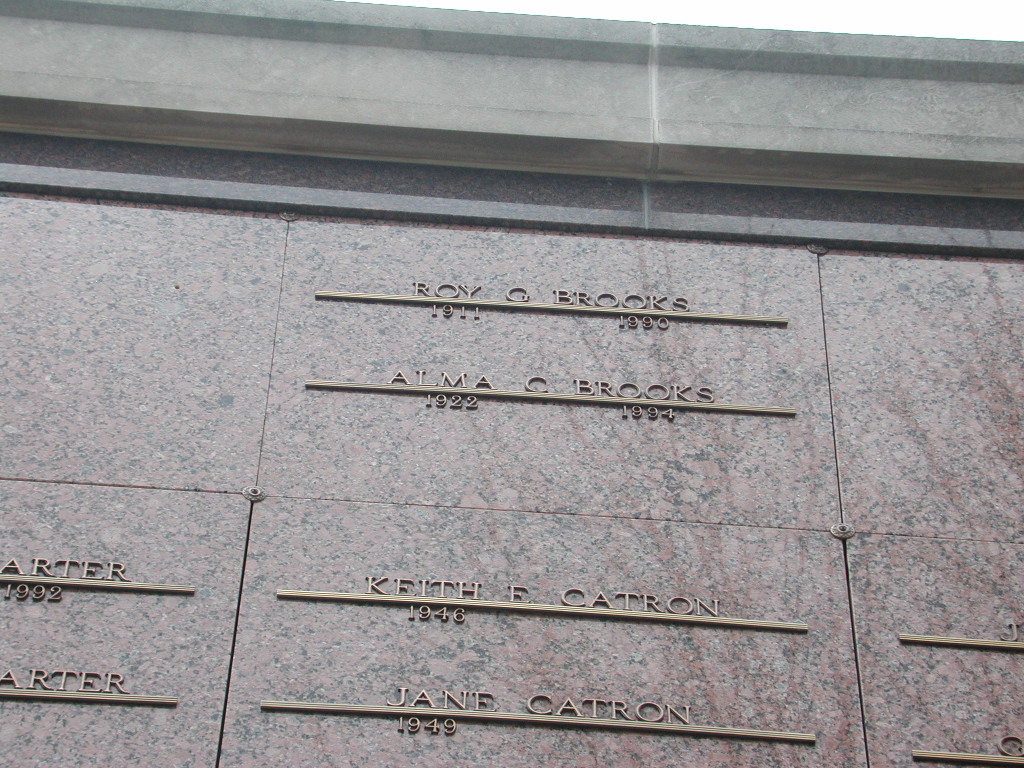 ROY G BROOKS
1911 1990
ALMA C BROOKS
1922 1994
ARTER
1992
KEITH F CATRON
1946
J
ARTER
JANE CATRON
1949
G